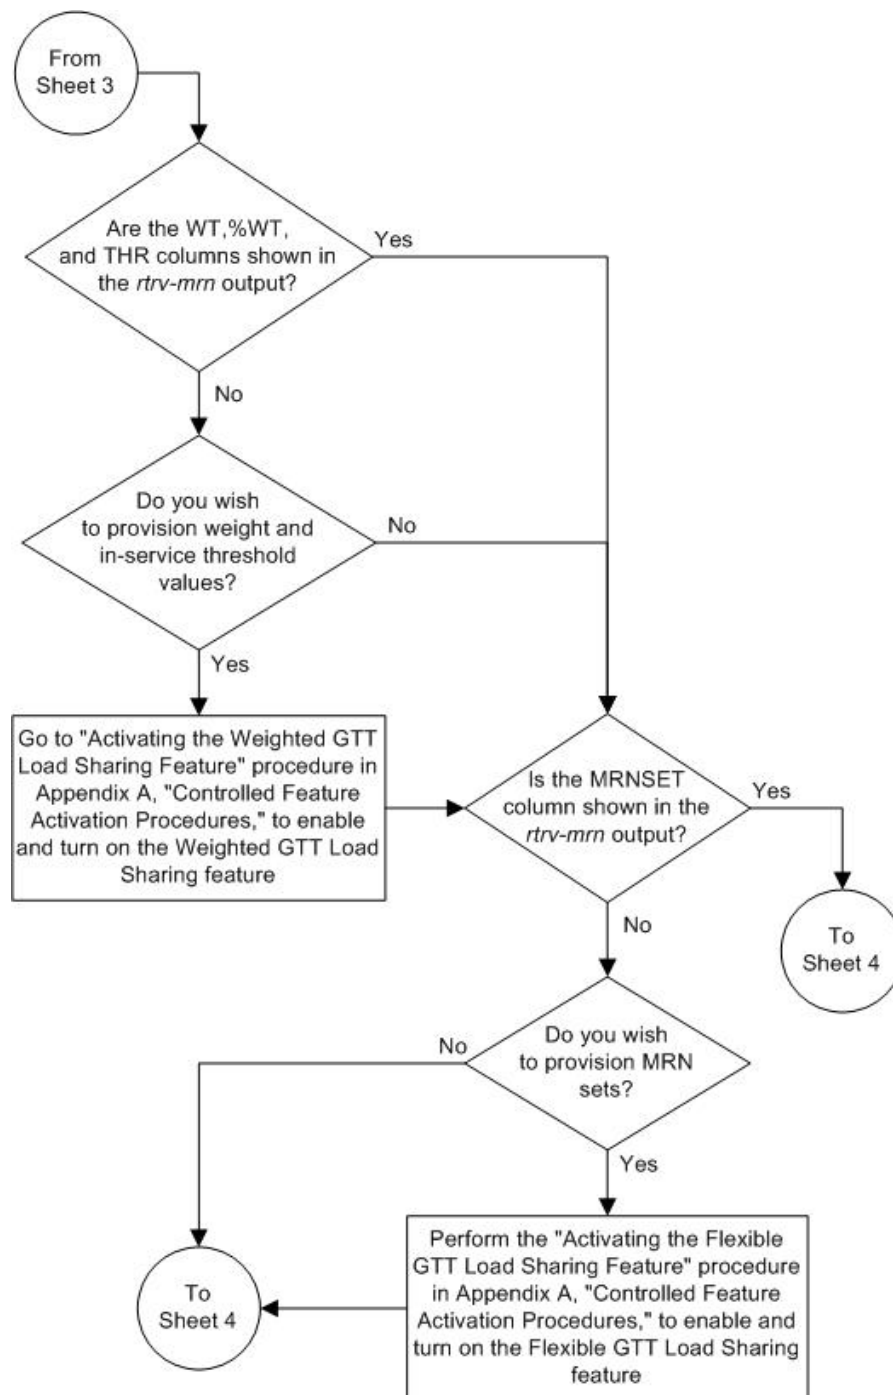 From
Sheet 3
Are the WT,%WT,
and THR columns shown in
the rtrv-mrn output?
Yes
No
Do you wish
to provision weight and
in-service threshold
values?
No
Yes
Go to "Activating the Weighted GTT
Load Sharing Feature" procedure in
Appendix A, "Controlled Feature
Activation Procedures," to enable
and turn on the Weighted GTT Load
Sharing feature
Is the MRNSET
column shown in the
rtrv-mrn output?
Yes
To
Sheet 4
No
Do you wish
to provision MRN
sets?
No
Yes
Perform the "Activating the Flexible
GTT Load Sharing Feature" procedure
in Appendix A, "Controlled Feature
Activation Procedures," to enable and
turn on the Flexible GTT Load Sharing
feature
To
Sheet 4